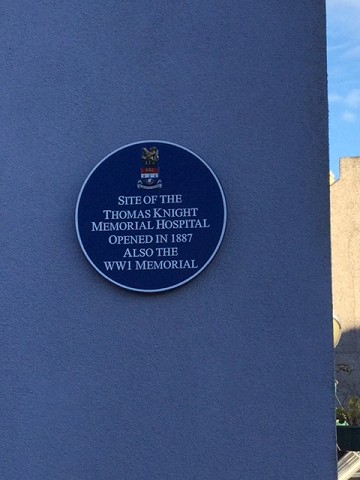 SITE OF THE
THOMAS KNIGHT
MEMORIAL HOSPITAL
OPENED IN 1887
ALSO THE
WW1 MEMORIAL